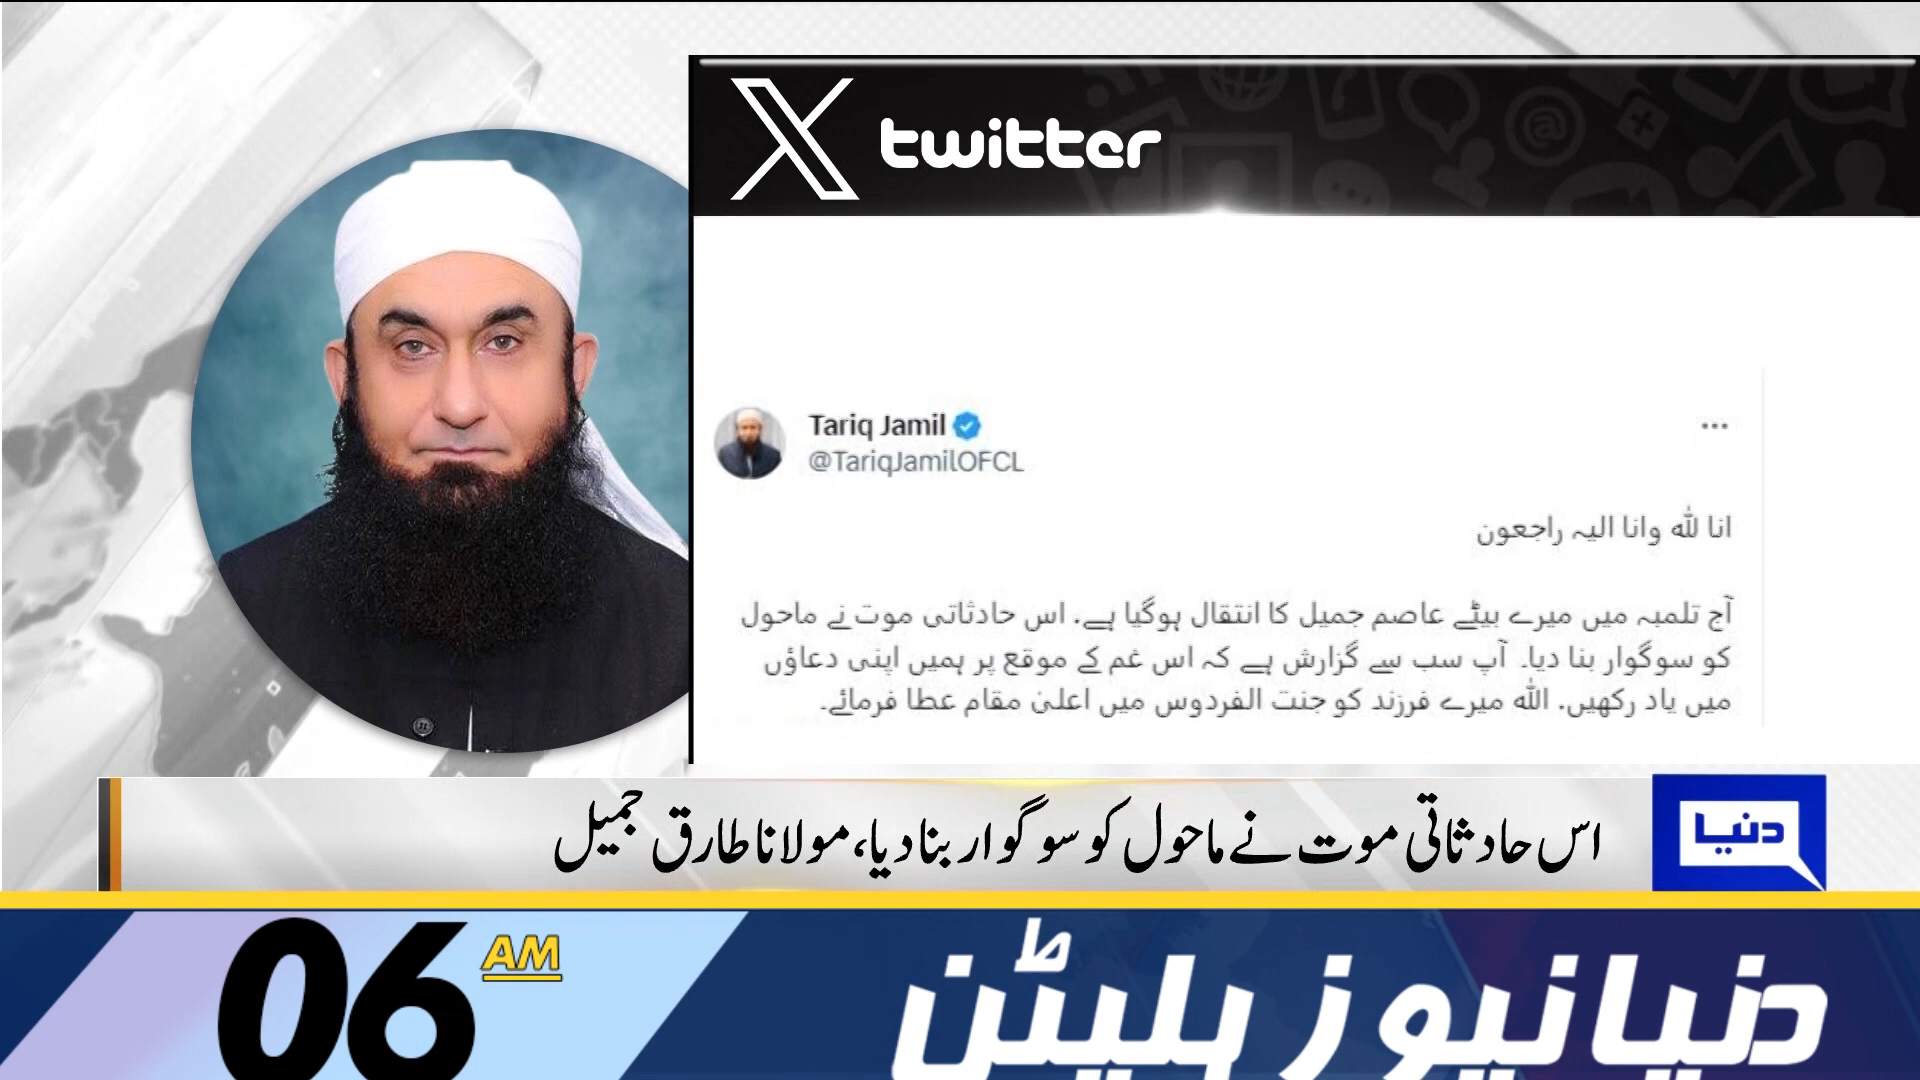 twitter
Tariq Jamil
@TariqJamilOFCL
انا للّٰه وانا الیہ راجعون
آج تلمبہ میں میرے بیٹے عاصم جمیل کا انتقال ہوگیا ہے۔ اس حادثاتی موت نے ماحول
کو سوگوار بنا دیا۔ آپ سب سے گزارش ہے کہ اس غم کے موقع پر ہمیں اپنی دعاؤں
میں یاد رکھیں۔ اللّٰه میرے فرزند کو جنت الفردوس میں اعلیٰ مقام عطا فرمائے۔
اس حادثاتی موت نے ماحول کو سوگوار بنا دیا، مولانا طارق جمیل
دنیا
06 AM
دنیا نیوز بلیٹن